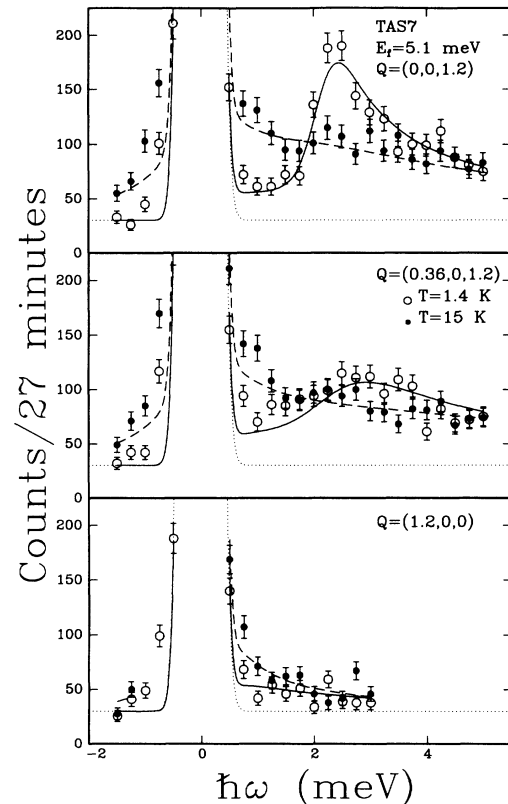 TAS7
E_f=5.1 meV
Q=(0,0,1.2)
200
150
100
50
0
Q=(0.36,0,1.2)
○ T=1.4 K
● T=15 K
200
150
100
50
0
Q=(1.2,0,0)
200
150
100
50
0
-2
0
2
4
Counts/27 minutes
ħω (meV)